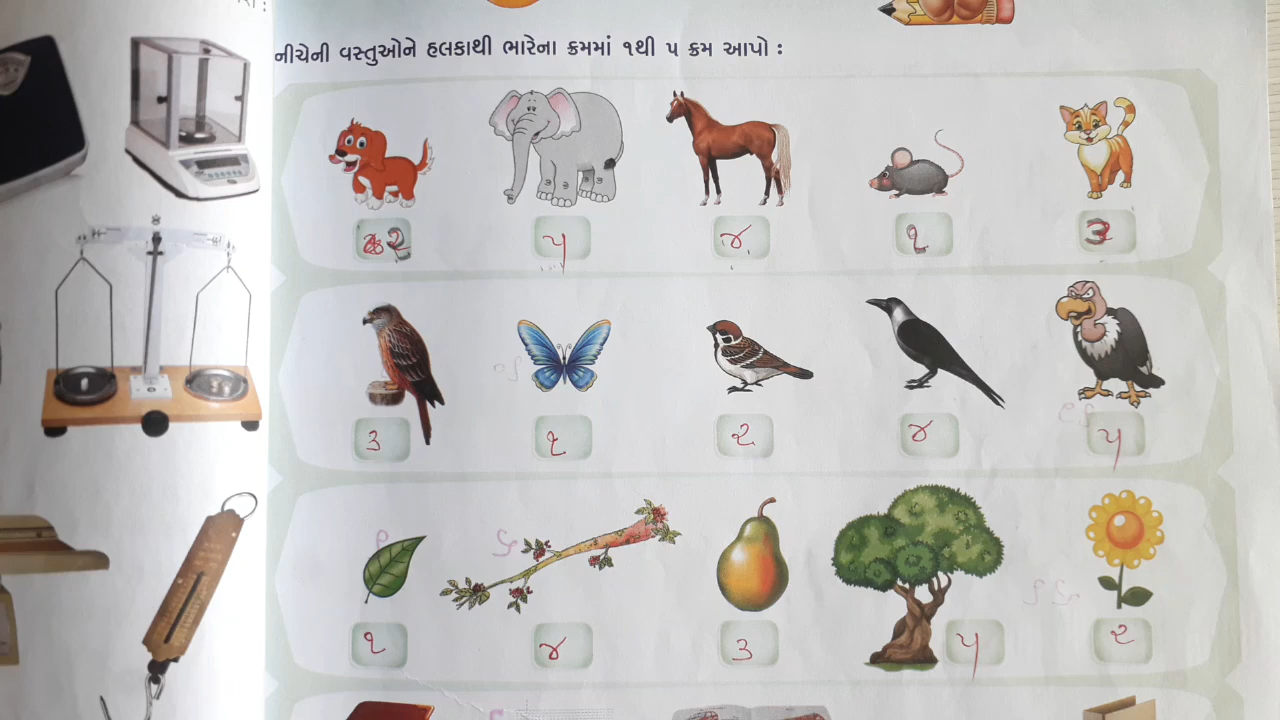 નીચેની વસ્તુઓને હલકાથી ભારેના ક્રમમાં ૧થી ૫ ક્રમ આપો :
૨ ૫ ૪ ૧ ૩
૩ ૧ ૨ ૪ ૫
૧ ૪ ૩ ૫ ૨